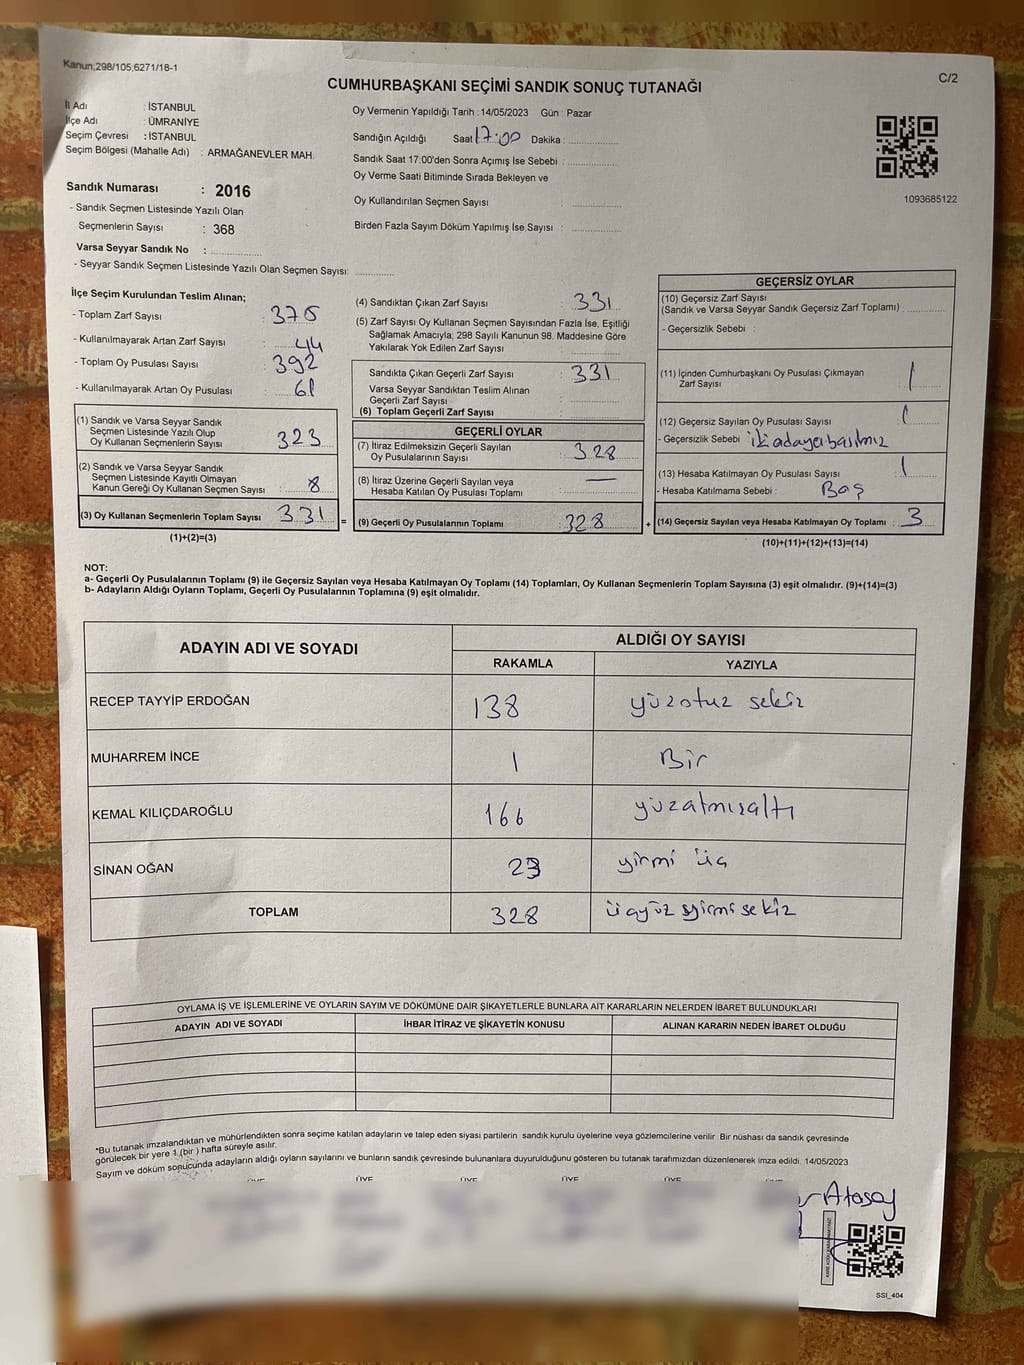 Kanun:298/105;6271/18-1
C/2
CUMHURBAŞKANI SEÇİMİ SANDIK SONUÇ TUTANAĞI
İl Adı : İSTANBUL
İlçe Adı : ÜMRANİYE
Seçim Çevresi : İSTANBUL
Seçim Bölgesi (Mahalle Adı) : ARMAĞANEVLER MAH.
Sandık Numarası : 2016
- Sandık Seçmen Listesinde Yazılı Olan
Seçmenlerin Sayısı : 368
Varsa Seyyar Sandık No :
- Seyyar Sandık Seçmen Listesinde Yazılı Olan Seçmen Sayısı:
Oy Vermenin Yapıldığı Tarih : 14/05/2023 Gün : Pazar
Sandığın Açıldığı Saat 17:00 Dakika :
Sandık Saat 17:00'den Sonra Açımış İse Sebebi :
Oy Verme Saati Bitiminde Sırada Bekleyen ve
Oy Kullandırılan Seçmen Sayısı :
Birden Fazla Sayım Döküm Yapılmış İse Sayısı :
1093685122
İlçe Seçim Kurulundan Teslim Alınan;
- Toplam Zarf Sayısı : 375
- Kullanılmayarak Artan Zarf Sayısı : 44
- Toplam Oy Pusulası Sayısı : 392
- Kullanılmayarak Artan Oy Pusulası : 61
(1) Sandık ve Varsa Seyyar Sandık
Seçmen Listesinde Yazılı Olup
Oy Kullanan Seçmenlerin Sayısı : 323
(2) Sandık ve Varsa Seyyar Sandık
Seçmen Listesinde Kayıtlı Olmayan
Kanun Gereği Oy Kullanan Seçmen Sayısı : 8
(3) Oy Kullanan Seçmenlerin Toplam Sayısı : 331 =
(1)+(2)=(3)
(4) Sandıktan Çıkan Zarf Sayısı : 331
(5) Zarf Sayısı Oy Kullanan Seçmen Sayısından Fazla İse, Eşitliği
Sağlamak Amacıyla; 298 Sayılı Kanunun 98. Maddesine Göre
Yakılarak Yok Edilen Zarf Sayısı :
Sandıkta Çıkan Geçerli Zarf Sayısı : 331
Varsa Seyyar Sandıktan Teslim Alınan
Geçerli Zarf Sayısı :
(6) Toplam Geçerli Zarf Sayısı :
GEÇERLİ OYLAR
(7) İtiraz Edilmeksizin Geçerli Sayılan
Oy Pusulalarının Sayısı : 328
(8) İtiraz Üzerine Geçerli Sayılan veya
Hesaba Katılan Oy Pusulası Toplamı : —
(9) Geçerli Oy Pusulalarının Toplamı : 328 +
GEÇERSİZ OYLAR
(10) Geçersiz Zarf Sayısı
(Sandık ve Varsa Seyyar Sandık Geçersiz Zarf Toplamı) :
- Geçersizlik Sebebi :
(11) İçinden Cumhurbaşkanı Oy Pusulası Çıkmayan
Zarf Sayısı : 1
(12) Geçersiz Sayılan Oy Pusulası Sayısı : 1
- Geçersizlik Sebebi : iki adaya basılmız
(13) Hesaba Katılmayan Oy Pusulası Sayısı : 1
- Hesaba Katılmama Sebebi : Boş
(14) Geçersiz Sayılan veya Hesaba Katılmayan Oy Toplamı : 3
(10)+(11)+(12)+(13)=(14)
NOT:
a- Geçerli Oy Pusulalarının Toplamı (9) ile Geçersiz Sayılan veya Hesaba Katılmayan Oy Toplamı (14) Toplamları, Oy Kullanan Seçmenlerin Toplam Sayısına (3) eşit olmalıdır. (9)+(14)=(3)
b- Adayların Aldığı Oyların Toplamı, Geçerli Oy Pusulalarının Toplamına (9) eşit olmalıdır.
ADAYIN ADI VE SOYADI
ALDIĞI OY SAYISI
RAKAMLA YAZIYLA
RECEP TAYYİP ERDOĞAN 138 yüzotuz sekiz
MUHARREM İNCE 1 Bir
KEMAL KILIÇDAROĞLU 166 yüzatmışaltı
SİNAN OĞAN 23 yirmi üç
TOPLAM 328 üçyüz yirmisekiz
OYLAMA İŞ VE İŞLEMLERİNE VE OYLARIN SAYIM VE DÖKÜMÜNE DAİR ŞİKAYETLERLE BUNLARA AİT KARARLARIN NELERDEN İBARET BULUNDUKLARI
ADAYIN ADI VE SOYADI İHBAR İTİRAZ VE ŞİKAYETİN KONUSU ALINAN KARARIN NEDEN İBARET OLDUĞU
*Bu tutanak imzalandıktan ve mühürlendikten sonra seçime katılan adayların ve talep eden siyasi partilerin sandık kurulu üyelerine veya gözlemcilerine verilir. Bir nüshası da sandık çevresinde
görülecek bir yere 1 (bir) hafta süreyle asılır.
Sayım ve döküm sonucunda adayların aldığı oyların sayılarını ve bunların sandık çevresinde bulunanlara duyurulduğunu gösteren bu tutanak tarafımızdan düzenlenerek imza edildi. 14/05/2023
Atasoy
SSI_404